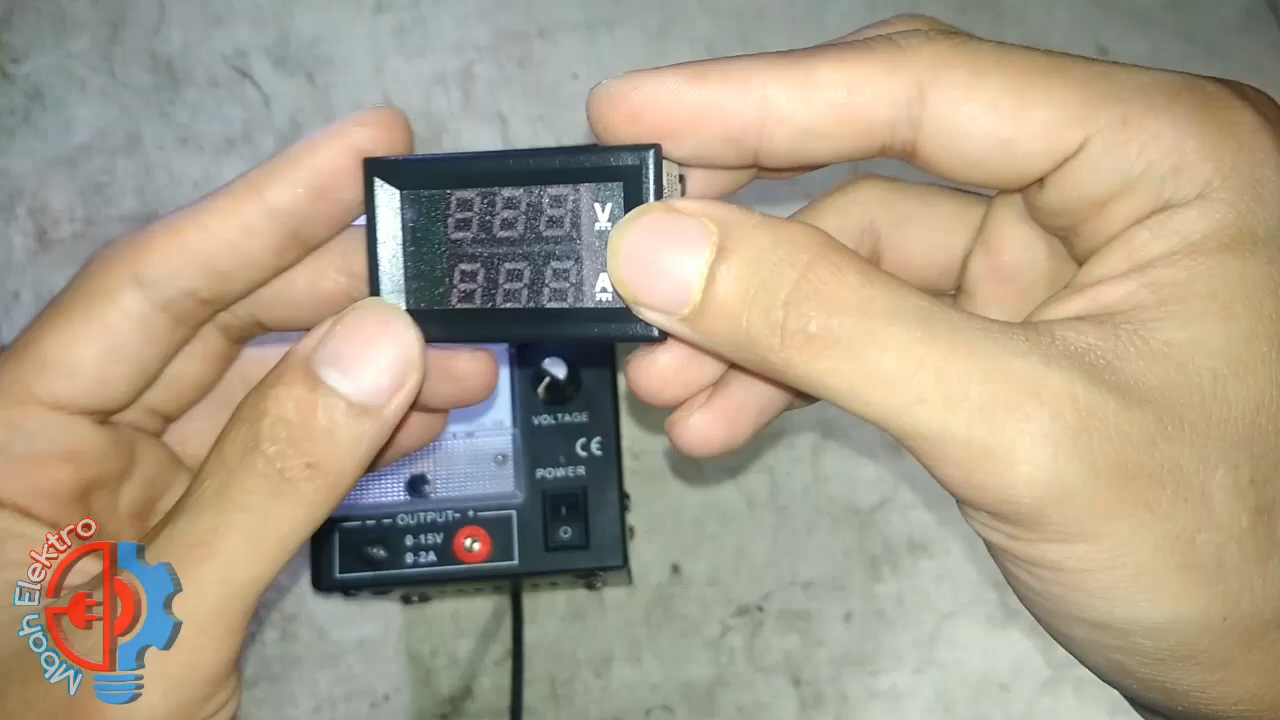 V
A
VOLTAGE
CE
POWER
I
O
- OUTPUT- +
0-15V
0-2A
Mbah Elektro